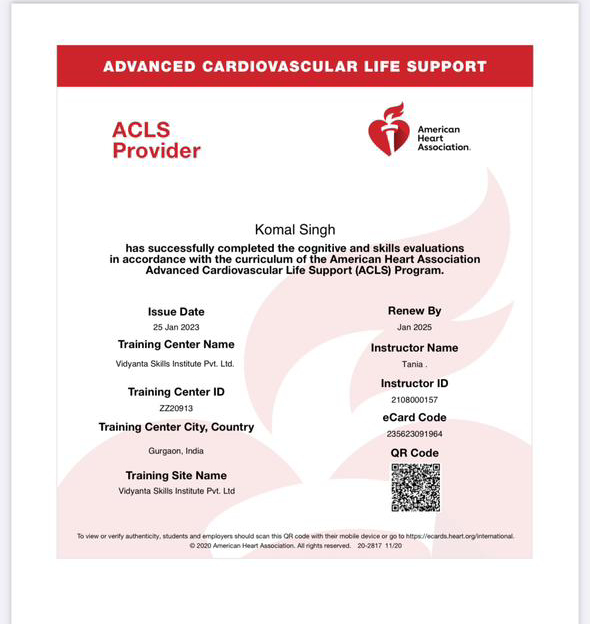 ADVANCED CARDIOVASCULAR LIFE SUPPORT
ACLS
Provider
American
Heart
Association.
Komal Singh
has successfully completed the cognitive and skills evaluations
in accordance with the curriculum of the American Heart Association
Advanced Cardiovascular Life Support (ACLS) Program.
Issue Date
25 Jan 2023
Training Center Name
Vidyanta Skills Institute Pvt. Ltd.
Training Center ID
ZZ20913
Training Center City, Country
Gurgaon, India
Training Site Name
Vidyanta Skills Institute Pvt. Ltd
Renew By
Jan 2025
Instructor Name
Tania .
Instructor ID
2108000157
eCard Code
235623091964
QR Code
To view or verify authenticity, students and employers should scan this QR code with their mobile device or go to https://ecards.heart.org/international.
© 2020 American Heart Association. All rights reserved. 20-2817 11/20